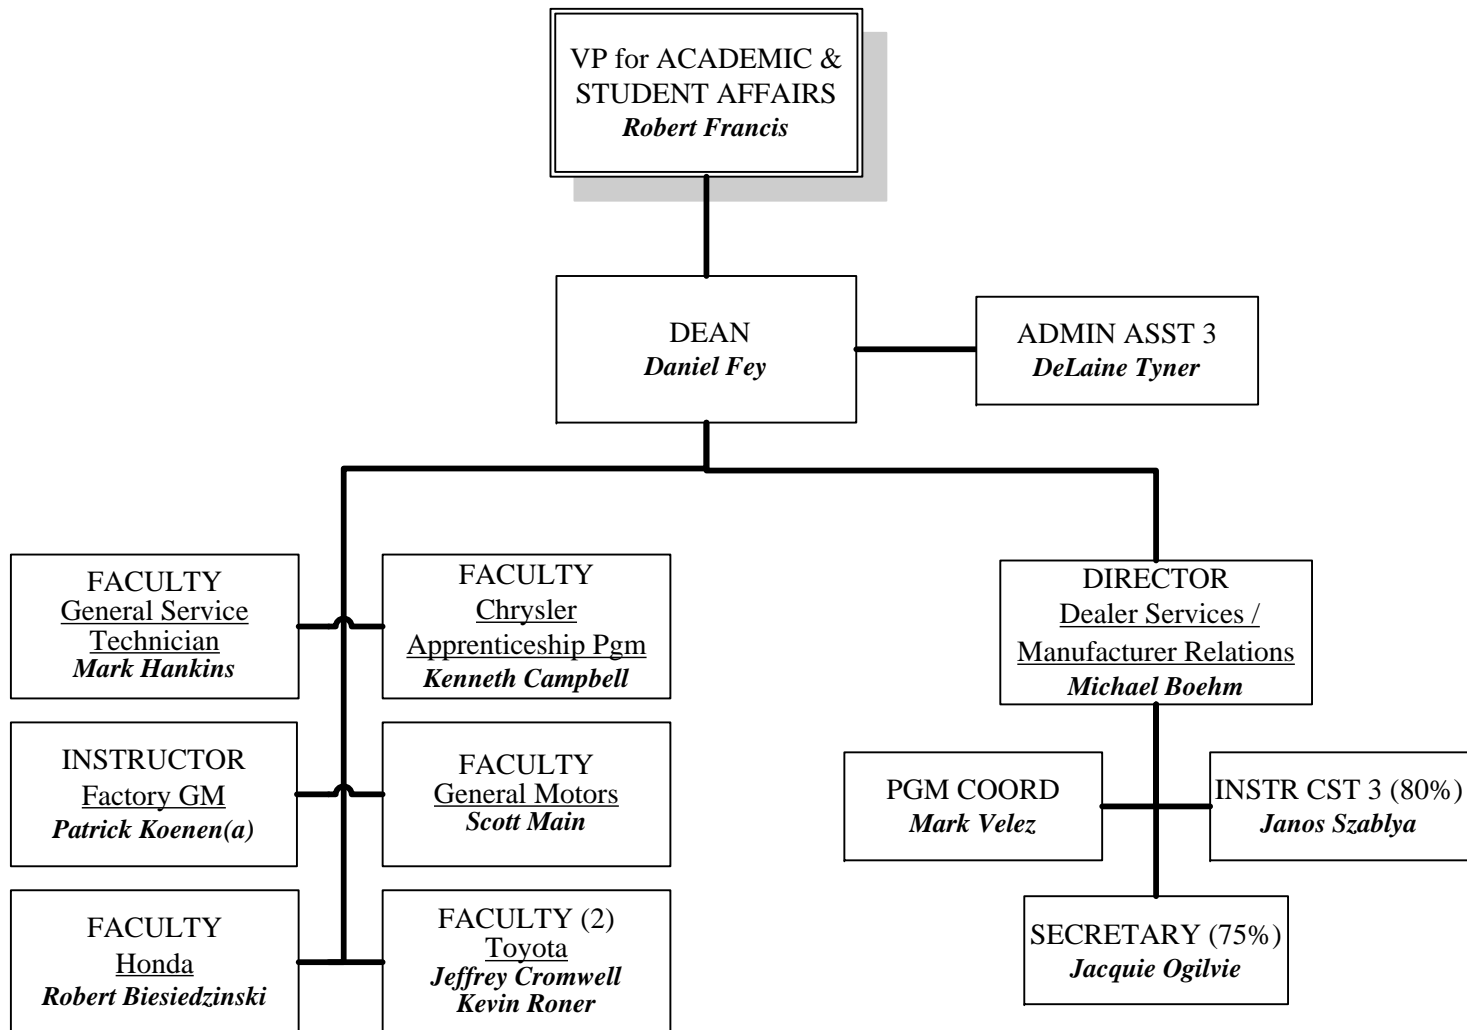 VP for ACADEMIC &
STUDENT AFFAIRS
Robert Francis
DEAN
Daniel Fey
ADMIN ASST 3
DeLaine Tyner
FACULTY
General Service
Technician
Mark Hankins
FACULTY
Chrysler
Apprenticeship Pgm
Kenneth Campbell
DIRECTOR
Dealer Services /
Manufacturer Relations
Michael Boehm
INSTRUCTOR
Factory GM
Patrick Koenen(a)
FACULTY
General Motors
Scott Main
PGM COORD
Mark Velez
INSTR CST 3 (80%)
Janos Szablya
FACULTY
Honda
Robert Biesiedzinski
FACULTY (2)
Toyota
Jeffrey Cromwell
Kevin Roner
SECRETARY (75%)
Jacquie Ogilvie